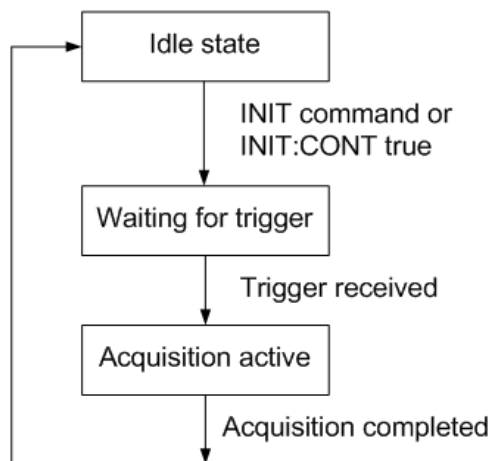 Idle state
INIT command or
INIT:CONT true
Waiting for trigger
Trigger received
Acquisition active
Acquisition completed